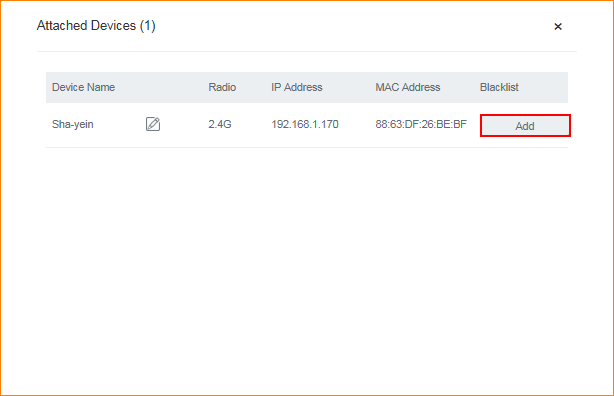 Attached Devices (1) ×
Device Name Radio IP Address MAC Address Blacklist
Sha-yein 2.4G 192.168.1.170 88:63:DF:26:BE:BF Add